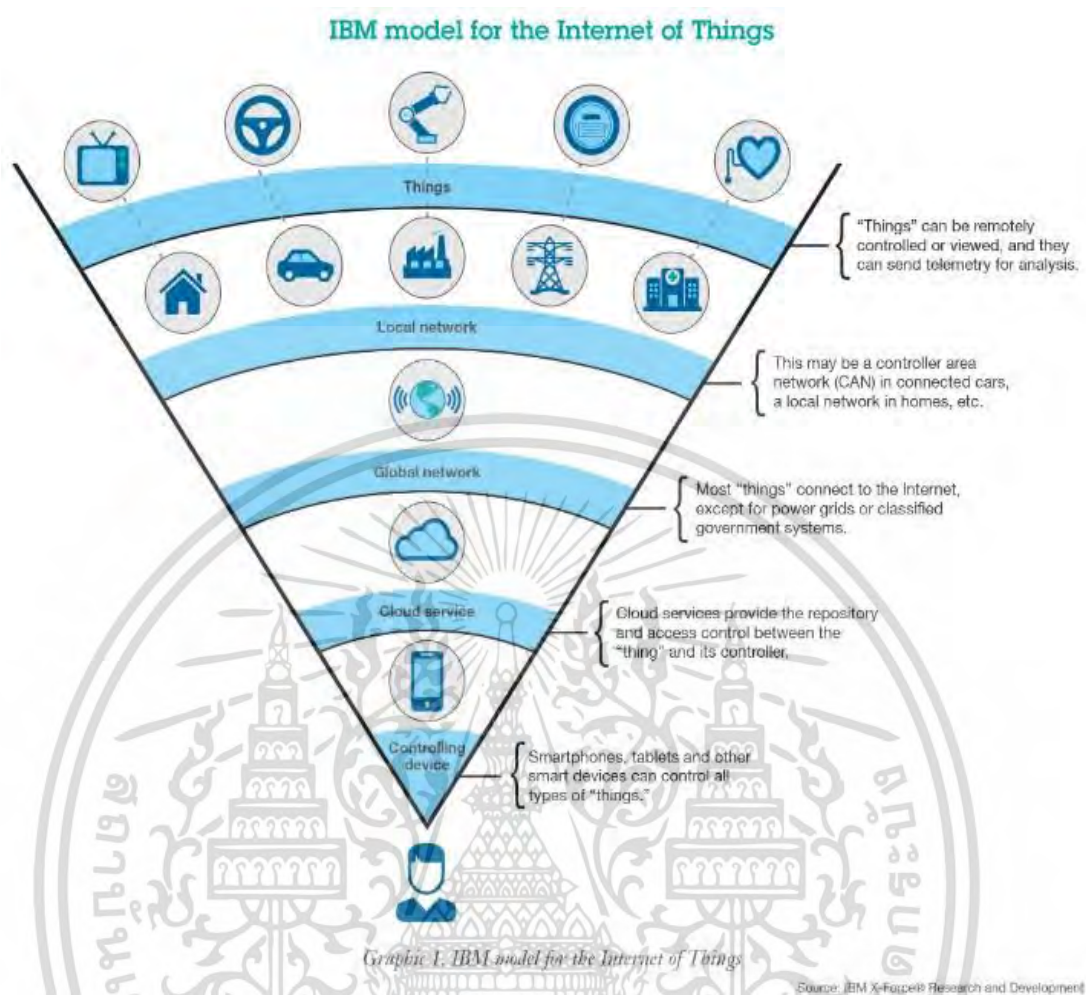 IBM model for the Internet of Things
Things
"Things" can be remotely
controlled or viewed, and they
can send telemetry for analysis.
Local network
This may be a controller area
network (CAN) in connected cars,
a local network in homes, etc.
Global network
Most "things" connect to the Internet,
except for power grids or classified
government systems.
Cloud service
Cloud services provide the repository
and access control between the
"thing" and its controller.
Controlling
device
Smartphones, tablets and other
smart devices can control all
types of "things."
Graphic 1. IBM model for the Internet of Things
Source: IBM X-Force® Research and Development